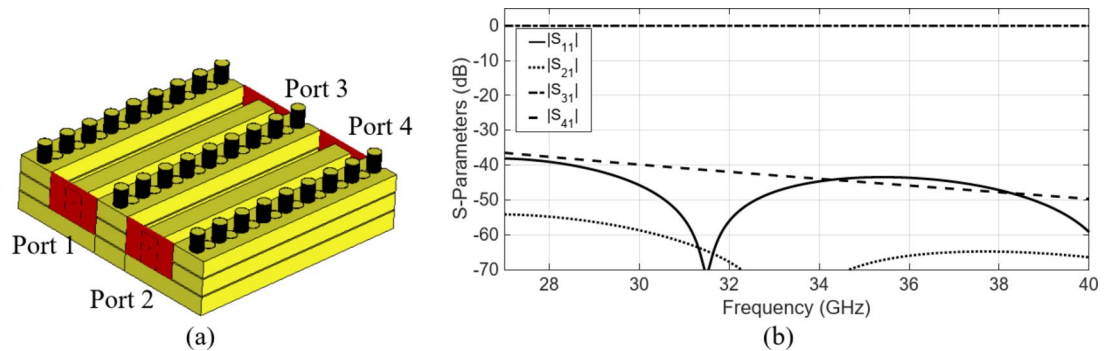 Port 3
Port 4
Port 1
Port 2
(a)
S-Parameters (dB)
0
-10
-20
-30
-40
-50
-60
-70
|S₁₁|
|S₂₁|
|S₃₁|
|S₄₁|
28 30 32 34 36 38 40
Frequency (GHz)
(b)